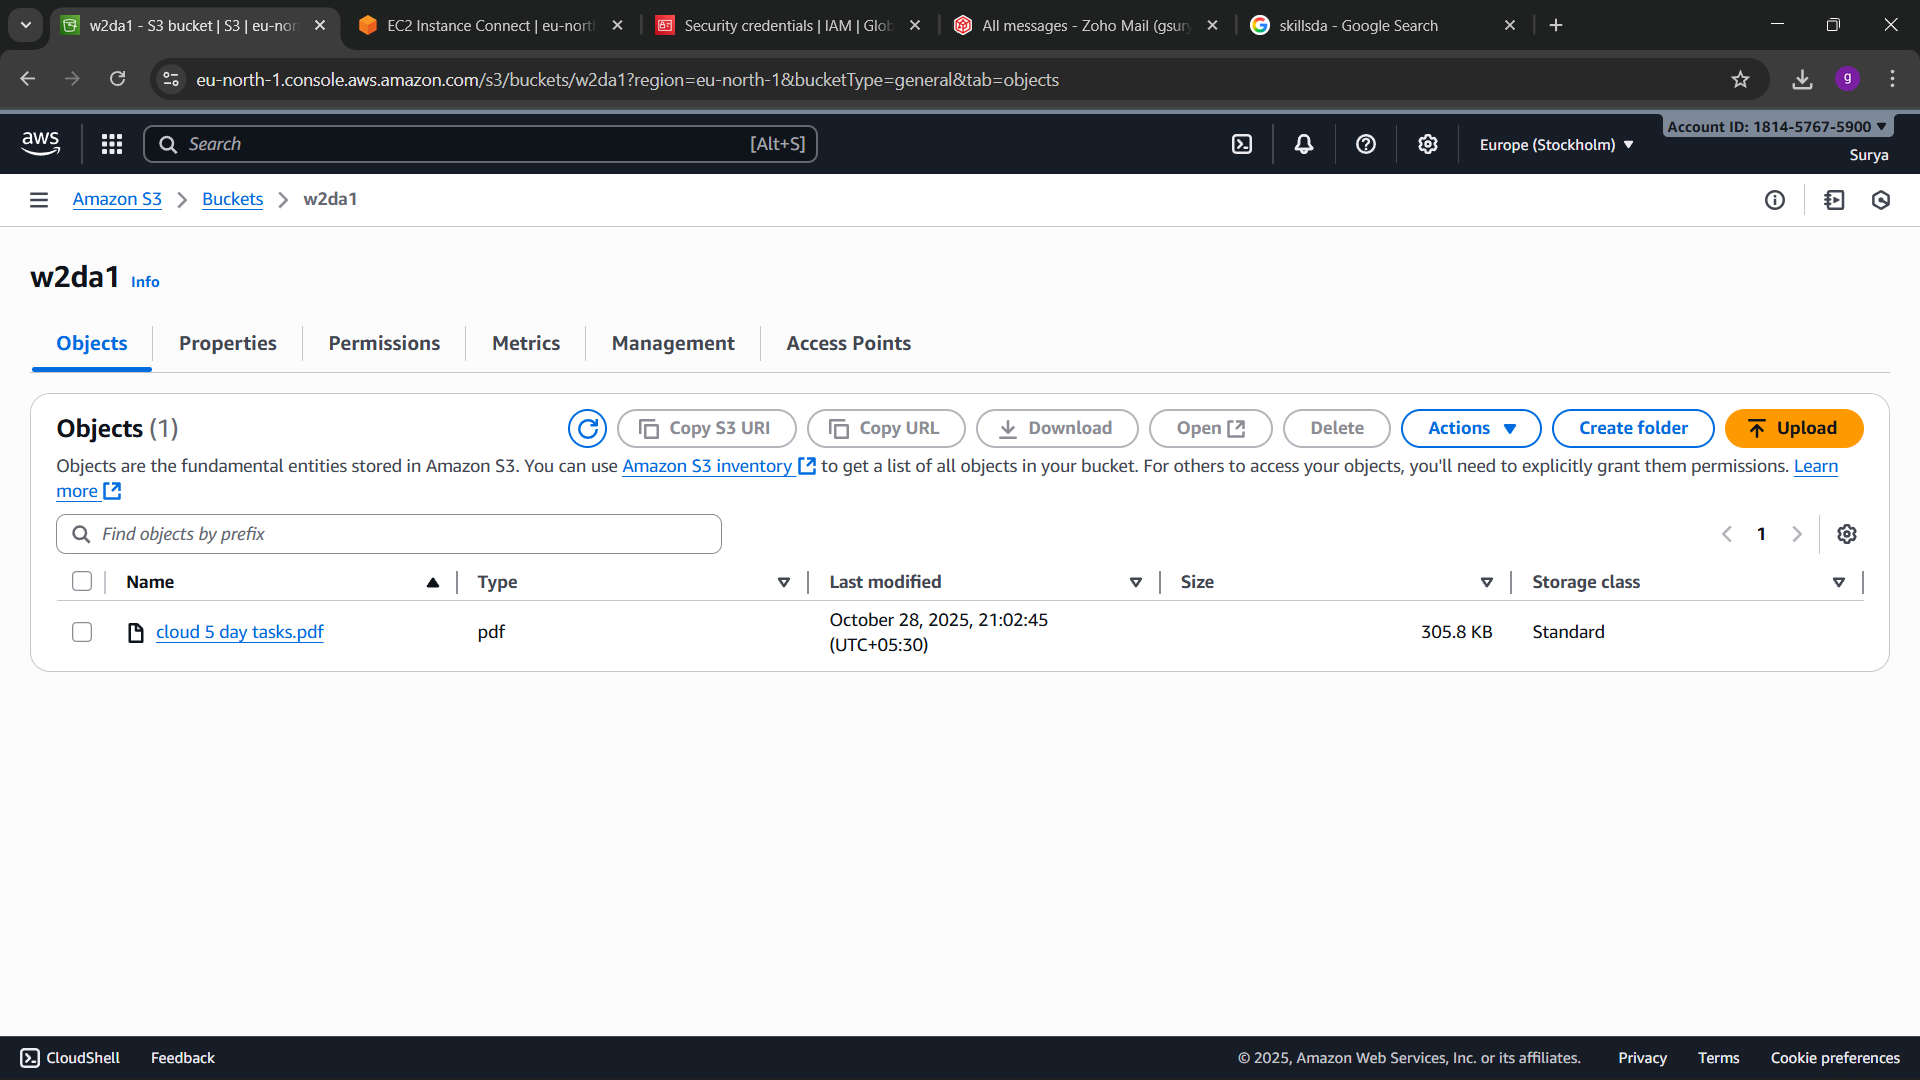 w2da1 - S3 bucket | S3 | eu-nor
EC2 Instance Connect | eu-nort
Security credentials | IAM | Glob
All messages - Zoho Mail (gsury
skillsda - Google Search
eu-north-1.console.aws.amazon.com/s3/buckets/w2da1?region=eu-north-1&bucketType=general&tab=objects
g
aws
Search
[Alt+S]
Europe (Stockholm)
Account ID: 1814-5767-5900
Surya
Amazon S3
Buckets
w2da1
w2da1 Info
Objects
Properties
Permissions
Metrics
Management
Access Points
Objects (1)
Copy S3 URI
Copy URL
Download
Open
Delete
Actions
Create folder
Upload
Objects are the fundamental entities stored in Amazon S3. You can use Amazon S3 inventory to get a list of all objects in your bucket. For others to access your objects, you'll need to explicitly grant them permissions. Learn
more
Find objects by prefix
1
Name
Type
Last modified
Size
Storage class
cloud 5 day tasks.pdf
pdf
October 28, 2025, 21:02:45
(UTC+05:30)
305.8 KB
Standard
CloudShell
Feedback
© 2025, Amazon Web Services, Inc. or its affiliates.
Privacy
Terms
Cookie preferences